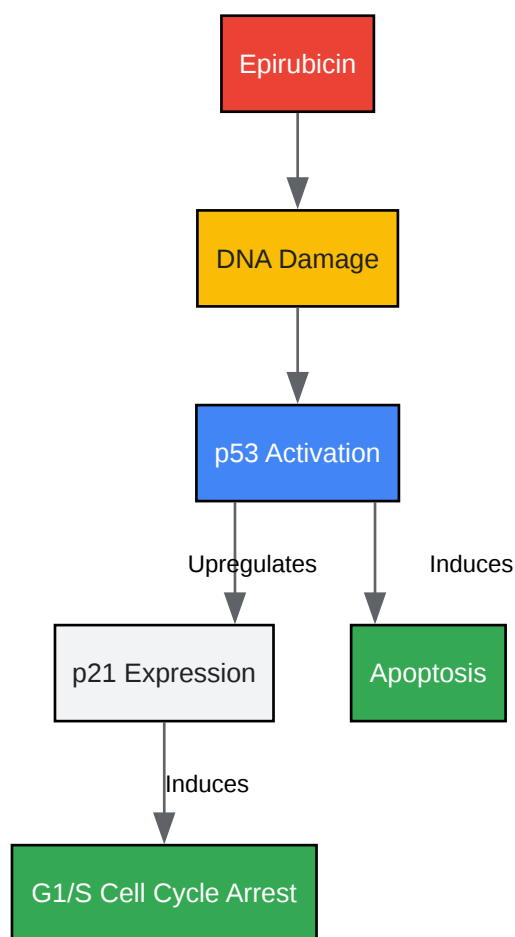 Epirubicin
DNA Damage
p53 Activation
Upregulates
Induces
p21 Expression
Apoptosis
Induces
G1/S Cell Cycle Arrest